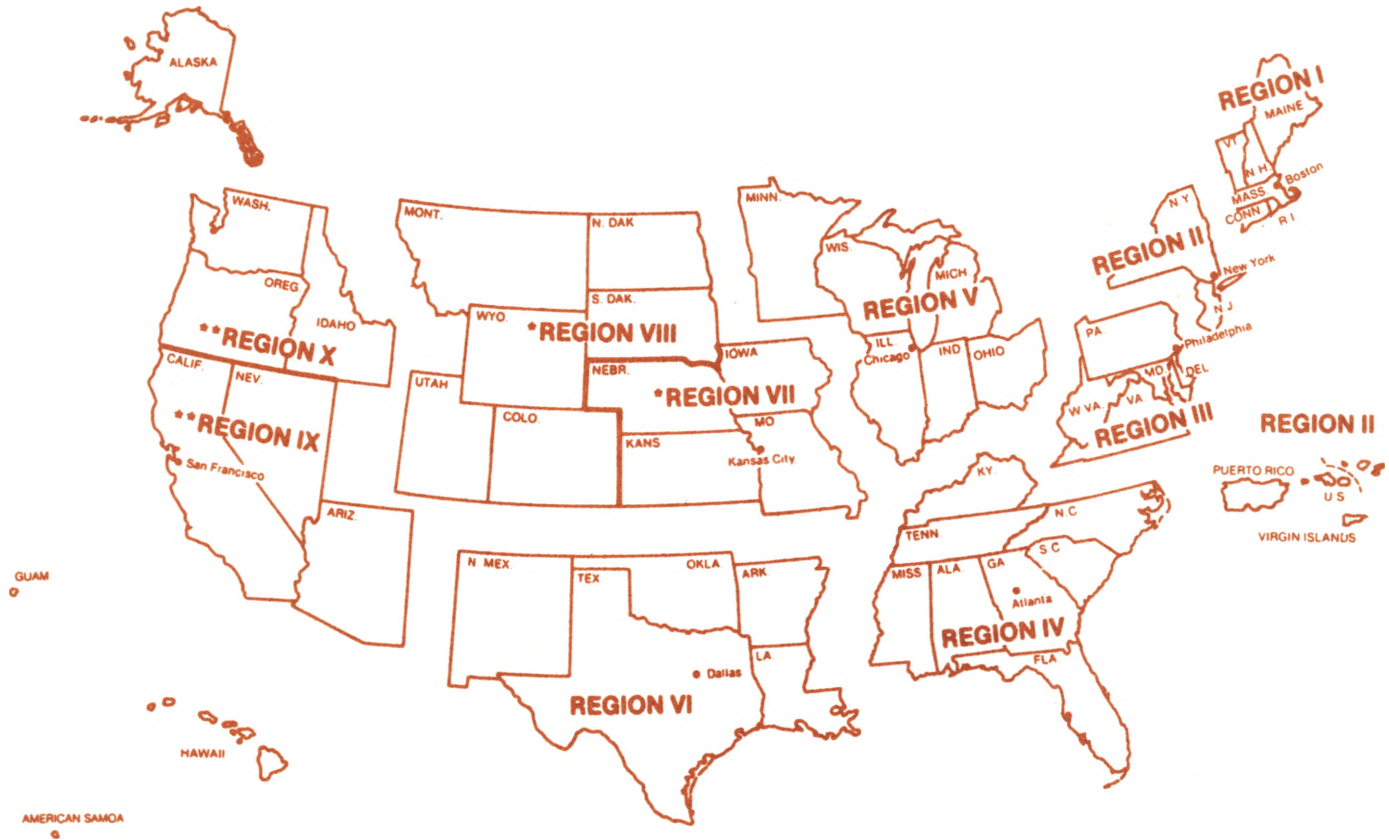 ALASKA
REGION I
MAINE
VT
N H.
Boston
MASS
CONN
R I
WASH.
MONT.
N. DAK
MINN.
WIS.
MICH
N Y
REGION II
New York
N J
OREG.
IDAHO
**REGION X
WYO.
S. DAK.
*REGION VIII
REGION V
PA
Philadelphia
CALIF.
NEV.
UTAH
NEBR.
IOWA
ILL.
Chicago
IND
OHIO
MD.
DEL
W VA.
VA
REGION III
**REGION IX
COLO.
*REGION VII
KANS
MO
Kansas City
San Francisco
REGION II
PUERTO RICO
U S
VIRGIN ISLANDS
KY.
ARIZ.
TENN
N.C
S C
N MEX.
TEX
OKLA
ARK
MISS
ALA.
GA
Atlanta
REGION IV
FLA
GUAM
LA.
Dallas
REGION VI
HAWAII
AMERICAN SAMOA